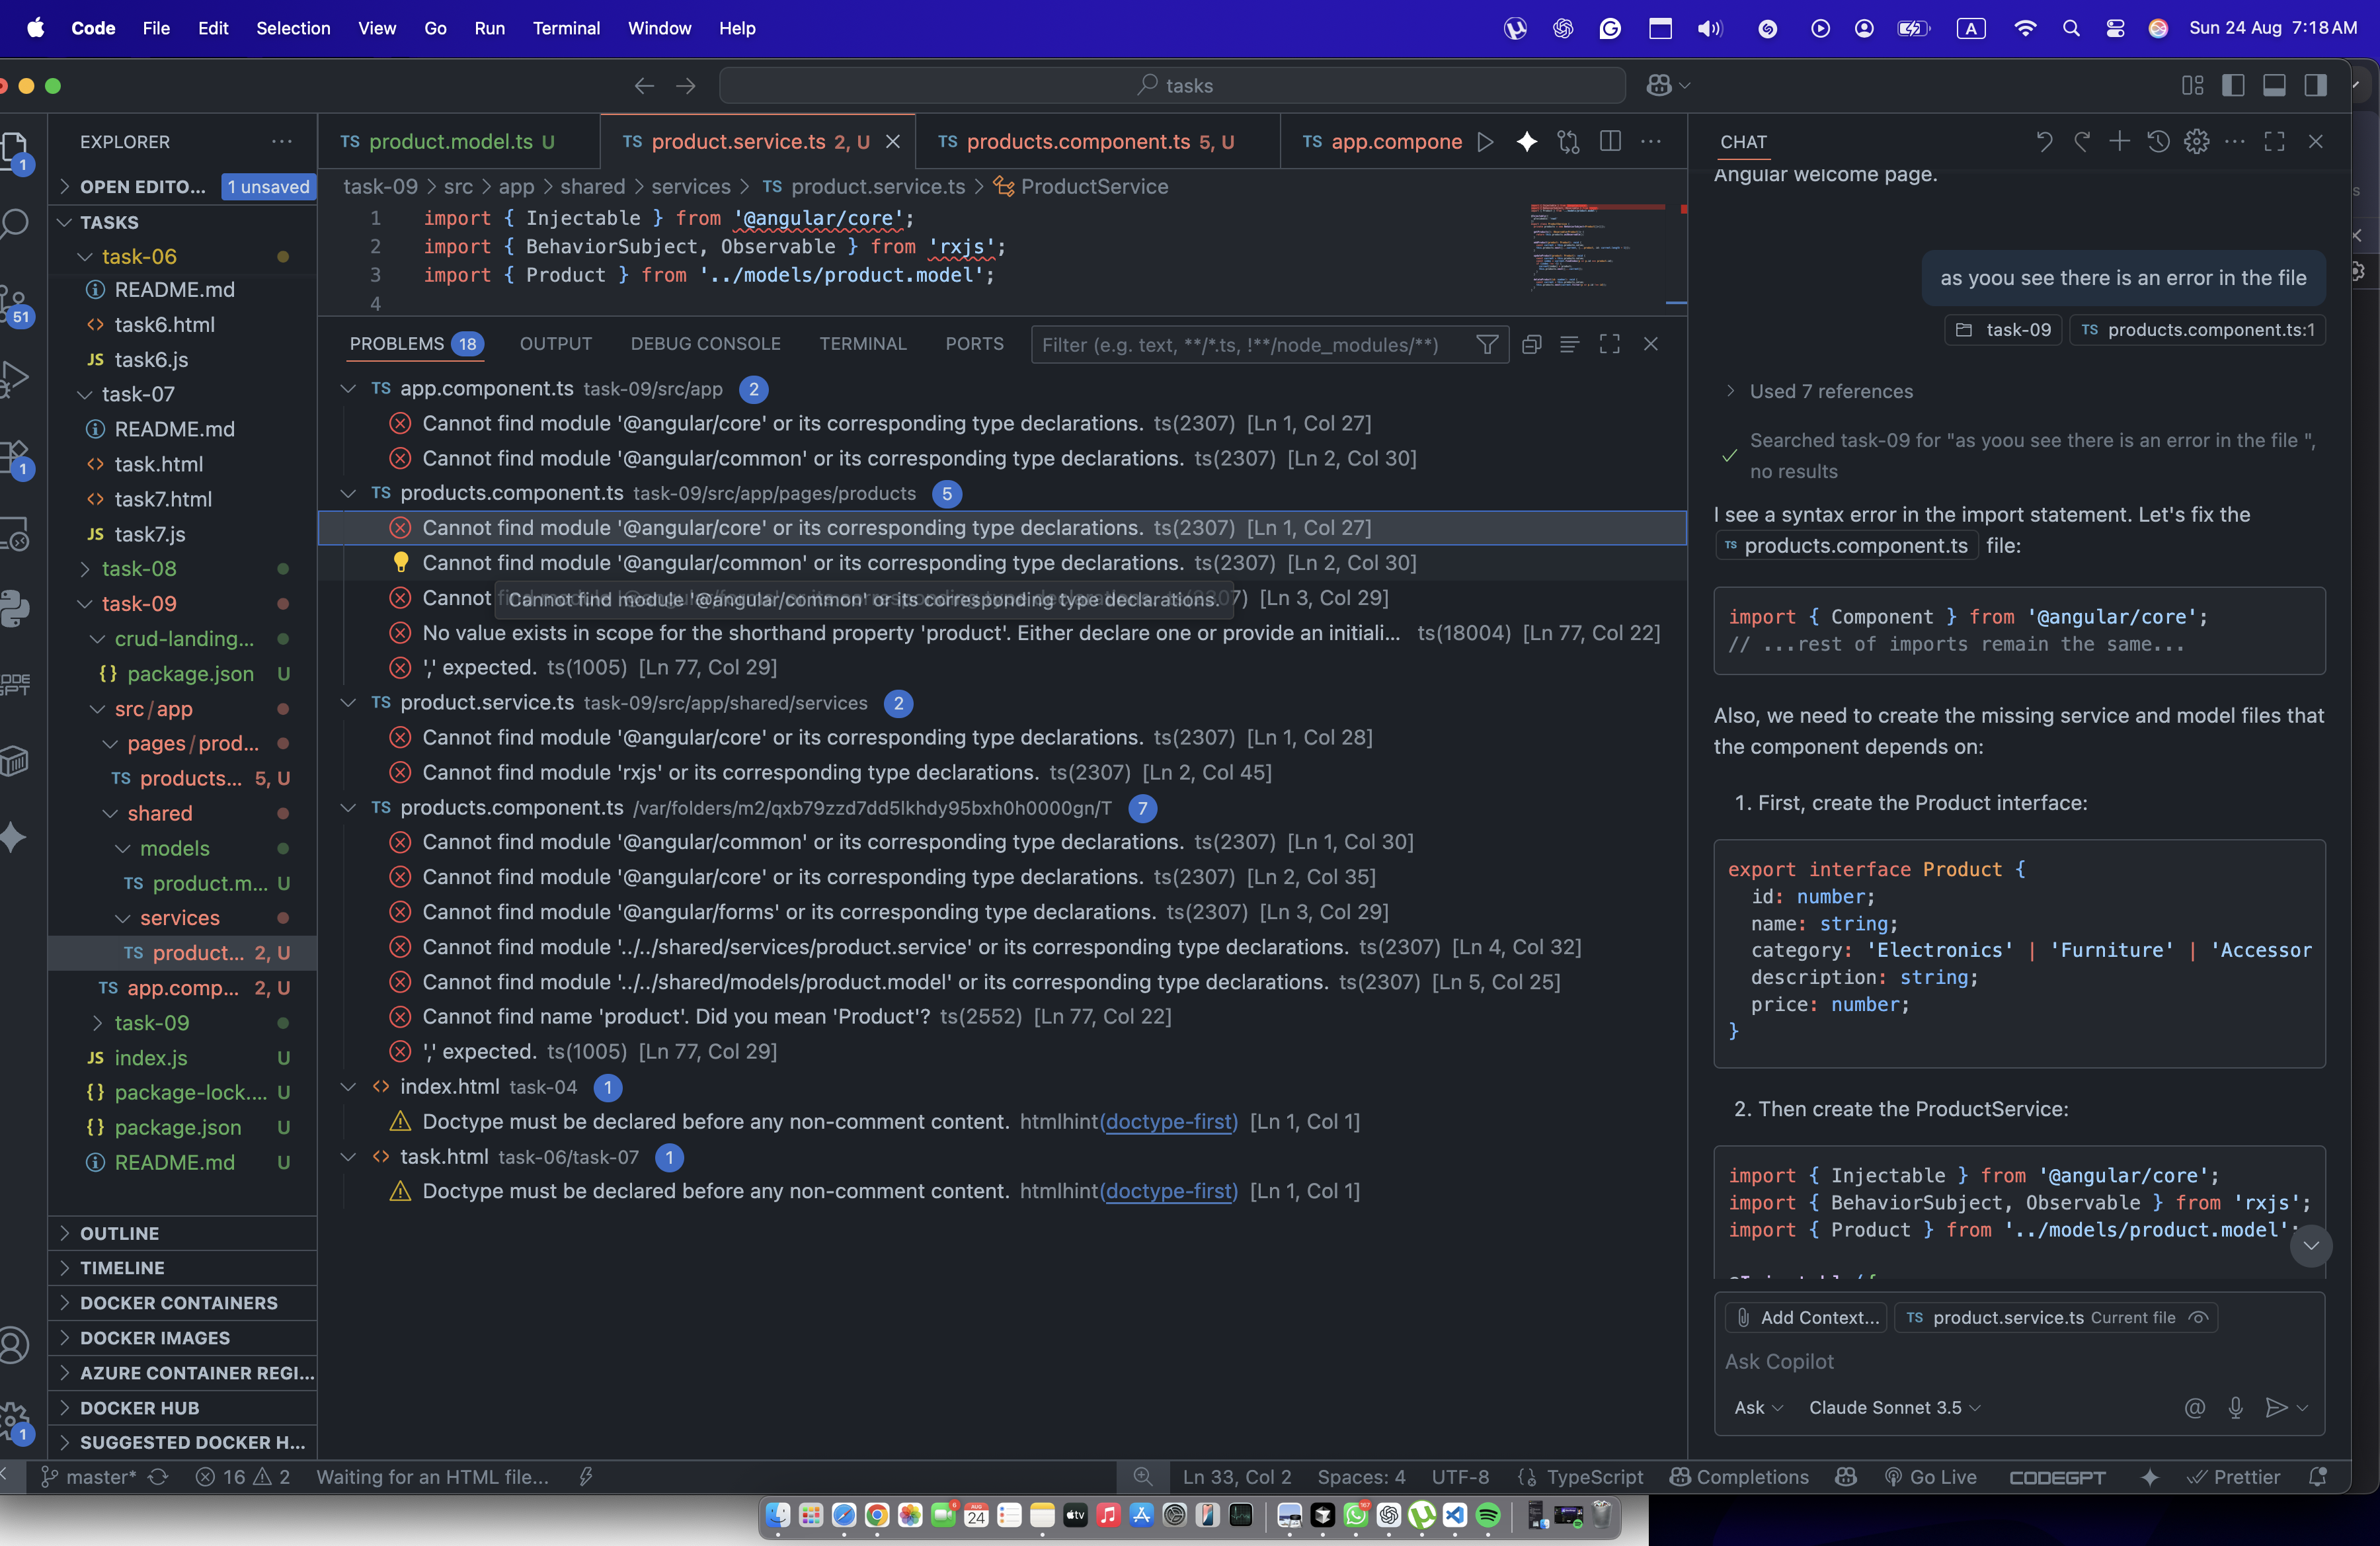 Code File Edit Selection View Go Run Terminal Window Help
A
Sun 24 Aug 7:18 AM
tasks
EXPLORER
OPEN EDITO... 1 unsaved
TASKS
task-06
README.md
task6.html
JS task6.js
task-07
README.md
task.html
task7.html
JS task7.js
task-08
task-09
crud-landing...
{} package.json U
src/app
pages/prod...
TS products... 5, U
shared
models
TS product.m... U
services
TS product... 2, U
TS app.comp... 2, U
task-09
JS index.js U
{} package-lock.... U
{} package.json U
README.md U
OUTLINE
TIMELINE
DOCKER CONTAINERS
DOCKER IMAGES
AZURE CONTAINER REGI...
DOCKER HUB
SUGGESTED DOCKER H...
1
51
1
1
TS product.model.ts U
TS product.service.ts 2, U
TS products.component.ts 5, U
TS app.compone
task-09 > src > app > shared > services > TS product.service.ts > ProductService
1 import { Injectable } from '@angular/core';
2 import { BehaviorSubject, Observable } from 'rxjs';
3 import { Product } from '../models/product.model';
4
PROBLEMS 18 OUTPUT DEBUG CONSOLE TERMINAL PORTS
Filter (e.g. text, **/*.ts, !**/node_modules/**)
TS app.component.ts task-09/src/app 2
Cannot find module '@angular/core' or its corresponding type declarations. ts(2307) [Ln 1, Col 27]
Cannot find module '@angular/common' or its corresponding type declarations. ts(2307) [Ln 2, Col 30]
TS products.component.ts task-09/src/app/pages/products 5
Cannot find module '@angular/core' or its corresponding type declarations. ts(2307) [Ln 1, Col 27]
Cannot find module '@angular/common' or its corresponding type declarations. ts(2307) [Ln 2, Col 30]
Cannot [Ln 3, Col 29]
Cannot find module '@angular/common' or its corresponding type declarations.
No value exists in scope for the shorthand property 'product'. Either declare one or provide an initiali... ts(18004) [Ln 77, Col 22]
',' expected. ts(1005) [Ln 77, Col 29]
TS product.service.ts task-09/src/app/shared/services 2
Cannot find module '@angular/core' or its corresponding type declarations. ts(2307) [Ln 1, Col 28]
Cannot find module 'rxjs' or its corresponding type declarations. ts(2307) [Ln 2, Col 45]
TS products.component.ts /var/folders/m2/qxb79zzd7dd5lkhdy95bxh0h0000gn/T 7
Cannot find module '@angular/common' or its corresponding type declarations. ts(2307) [Ln 1, Col 30]
Cannot find module '@angular/core' or its corresponding type declarations. ts(2307) [Ln 2, Col 35]
Cannot find module '@angular/forms' or its corresponding type declarations. ts(2307) [Ln 3, Col 29]
Cannot find module '../../shared/services/product.service' or its corresponding type declarations. ts(2307) [Ln 4, Col 32]
Cannot find module '../../shared/models/product.model' or its corresponding type declarations. ts(2307) [Ln 5, Col 25]
Cannot find name 'product'. Did you mean 'Product'? ts(2552) [Ln 77, Col 22]
',' expected. ts(1005) [Ln 77, Col 29]
index.html task-04 1
Doctype must be declared before any non-comment content. htmlhint(doctype-first) [Ln 1, Col 1]
task.html task-06/task-07 1
Doctype must be declared before any non-comment content. htmlhint(doctype-first) [Ln 1, Col 1]
CHAT
Angular welcome page.
as yoou see there is an error in the file
task-09 TS products.component.ts:1
Used 7 references
Searched task-09 for "as yoou see there is an error in the file ",
no results
I see a syntax error in the import statement. Let's fix the
TS products.component.ts file:
import { Component } from '@angular/core';
// ...rest of imports remain the same...
Also, we need to create the missing service and model files that
the component depends on:
1. First, create the Product interface:
export interface Product {
id: number;
name: string;
category: 'Electronics' | 'Furniture' | 'Accessor
description: string;
price: number;
}
2. Then create the ProductService:
import { Injectable } from '@angular/core';
import { BehaviorSubject, Observable } from 'rxjs';
import { Product } from '../models/product.model';
Add Context... TS product.service.ts Current file
Ask Copilot
Ask Claude Sonnet 3.5
master* 16 2 Waiting for an HTML file...
Ln 33, Col 2 Spaces: 4 UTF-8 {} TypeScript Completions Go Live CODEGPT Prettier
AUG
24
tv